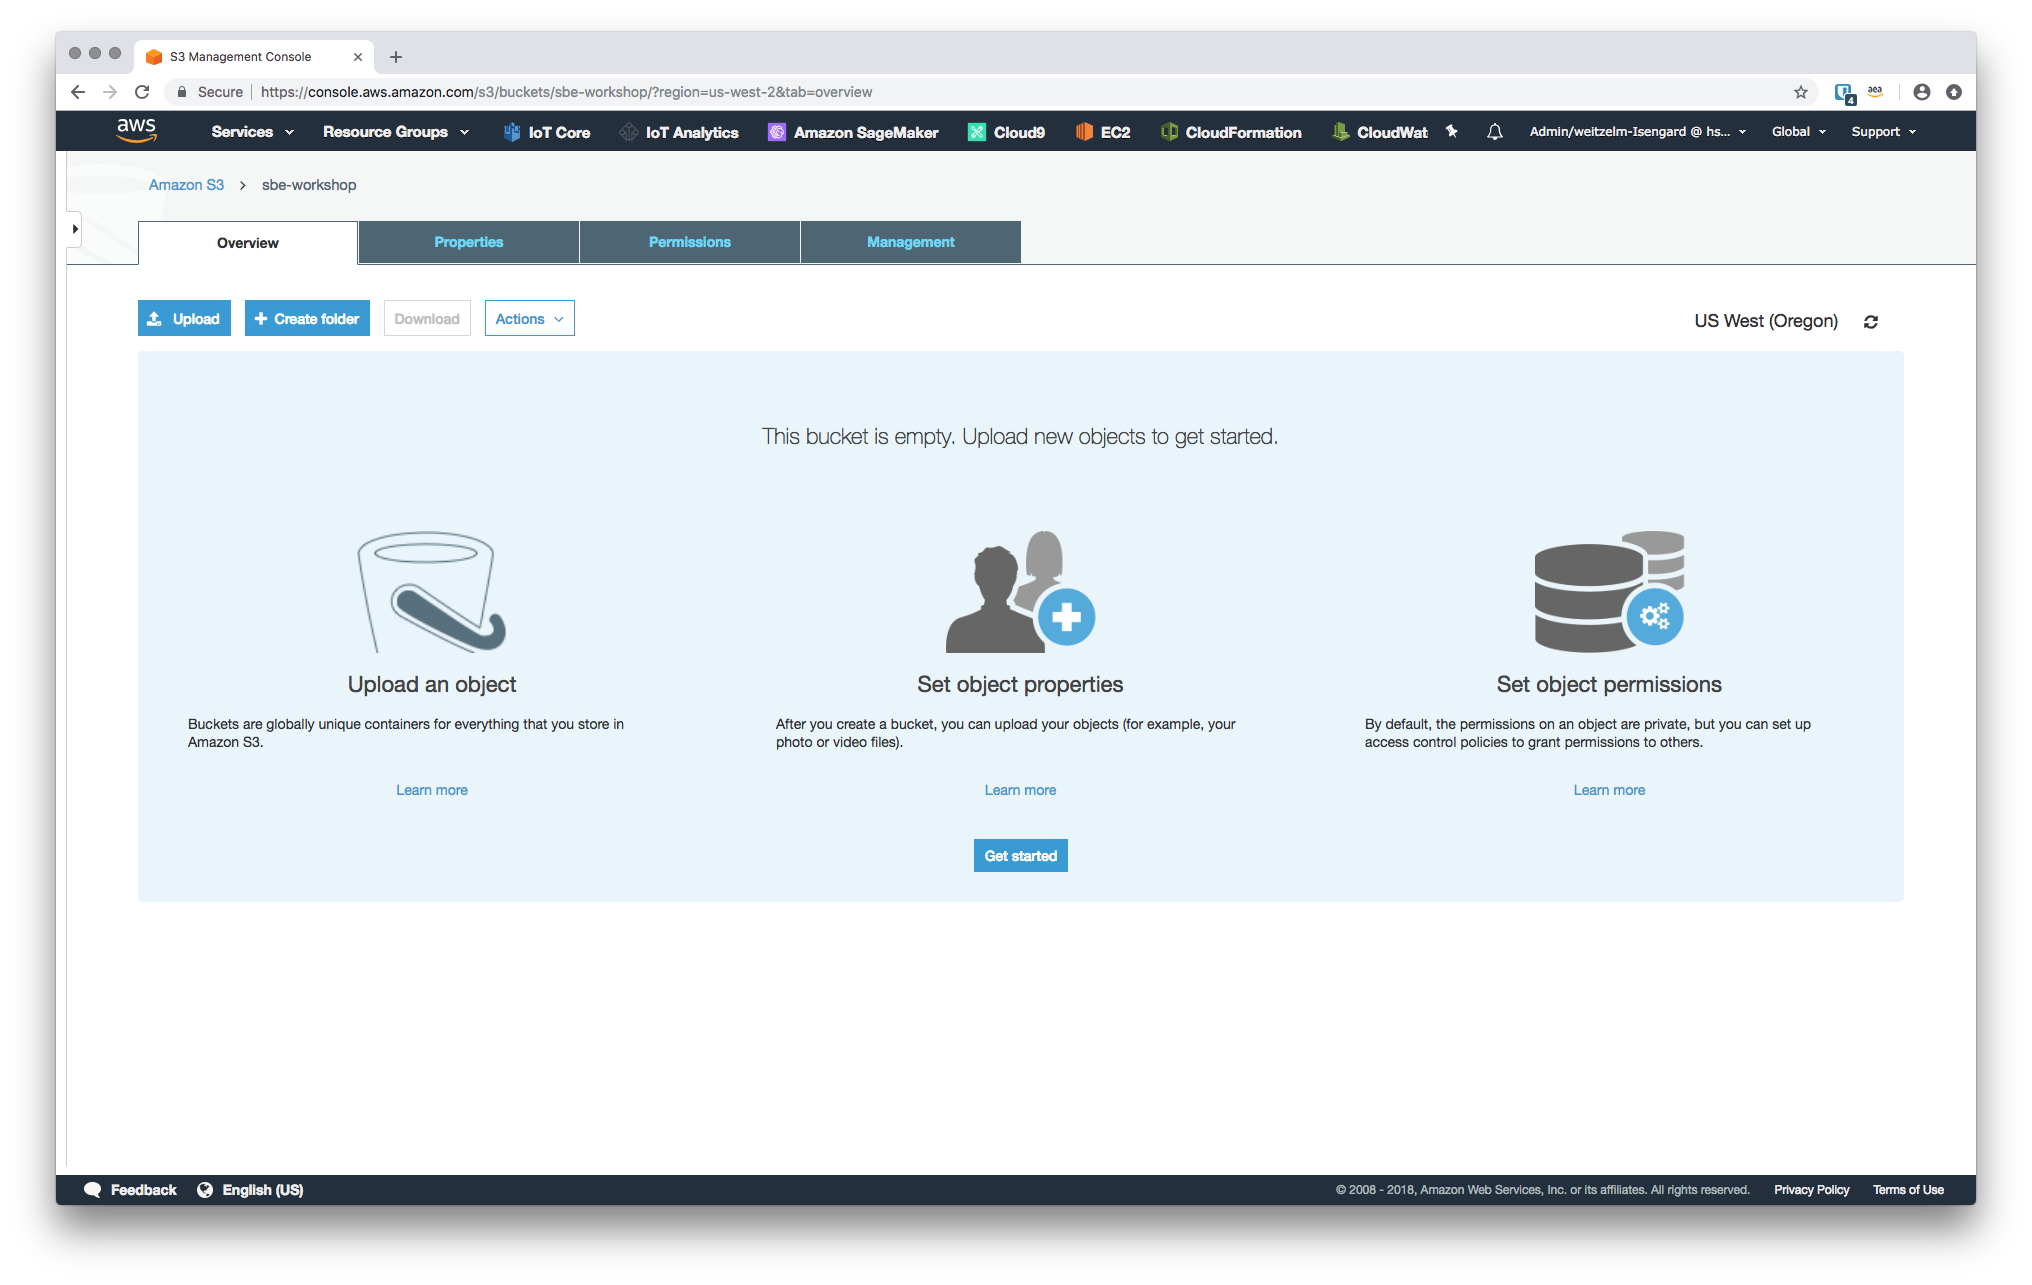 S3 Management Console
Secure https://console.aws.amazon.com/s3/buckets/sbe-workshop/?region=us-west-2&tab=overview
4 aea
aws Services Resource Groups IoT Core IoT Analytics Amazon SageMaker Cloud9 EC2 CloudFormation CloudWat Admin/weitzelm-Isengard @ hs... Global Support
Amazon S3 > sbe-workshop
Overview Properties Permissions Management
Upload Create folder Download Actions US West (Oregon)
This bucket is empty. Upload new objects to get started.
Upload an object
Buckets are globally unique containers for everything that you store in
Amazon S3.
Learn more
Set object properties
After you create a bucket, you can upload your objects (for example, your
photo or video files).
Learn more
Set object permissions
By default, the permissions on an object are private, but you can set up
access control policies to grant permissions to others.
Learn more
Get started
Feedback English (US) © 2008 - 2018, Amazon Web Services, Inc. or its affiliates. All rights reserved. Privacy Policy Terms of Use